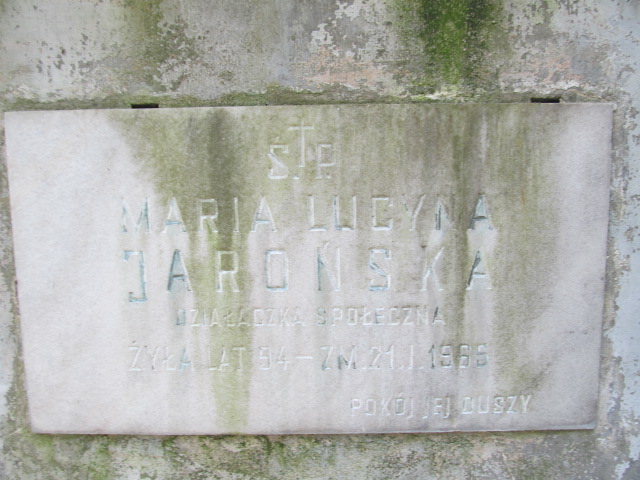 Ś.†P.
MARIA LUCYNA
JAROŃSKA
DZIAŁACZKA SPOŁECZNA
ŻYŁA LAT 94 – ZM. 21.I.1969
POKÓJ JEJ DUSZY